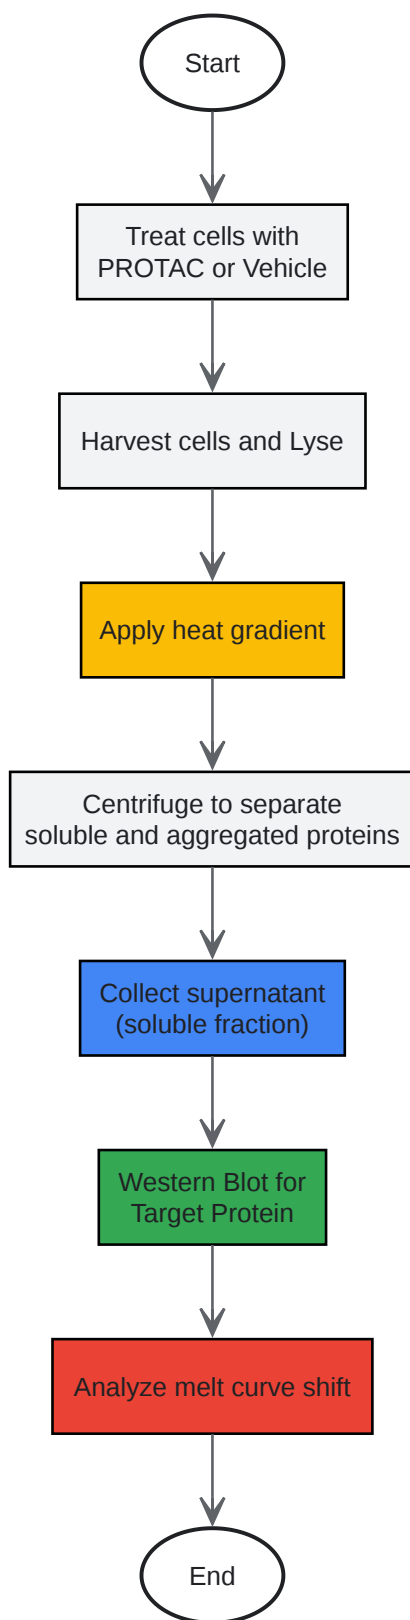 Start
Treat cells with
PROTAC or Vehicle
Harvest cells and Lyse
Apply heat gradient
Centrifuge to separate
soluble and aggregated proteins
Collect supernatant
(soluble fraction)
Western Blot for
Target Protein
Analyze melt curve shift
End